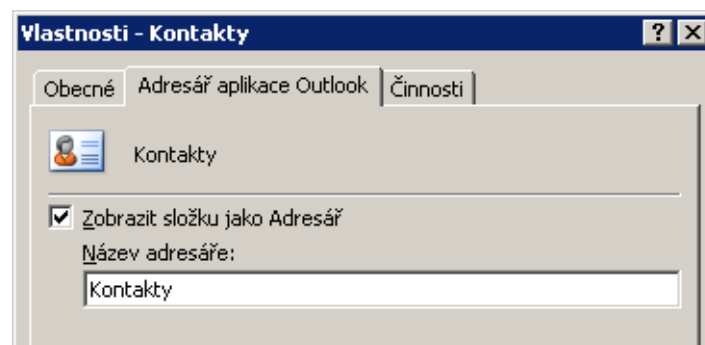 Vlastnosti - Kontakty
Obecné Adresář aplikace Outlook Činnosti
Kontakty
Zobrazit složku jako Adresář
Název adresáře:
Kontakty